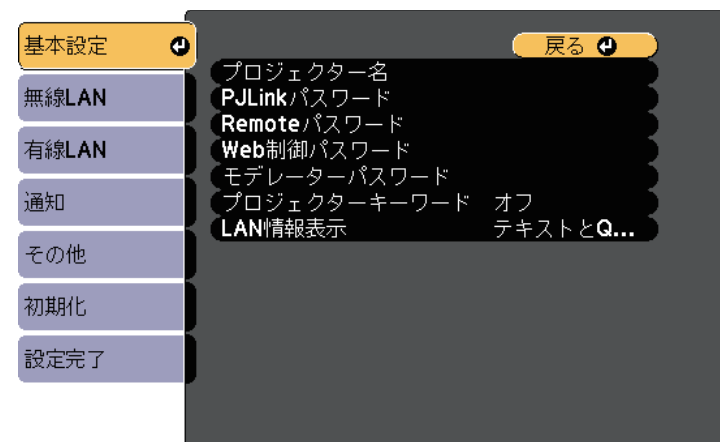 基本設定
無線LAN
有線LAN
通知
その他
初期化
設定完了
戻る
プロジェクター名
PJLinkパスワード
Remoteパスワード
Web制御パスワード
モデレーターパスワード
プロジェクターキーワード オフ
LAN情報表示 テキストとQ...